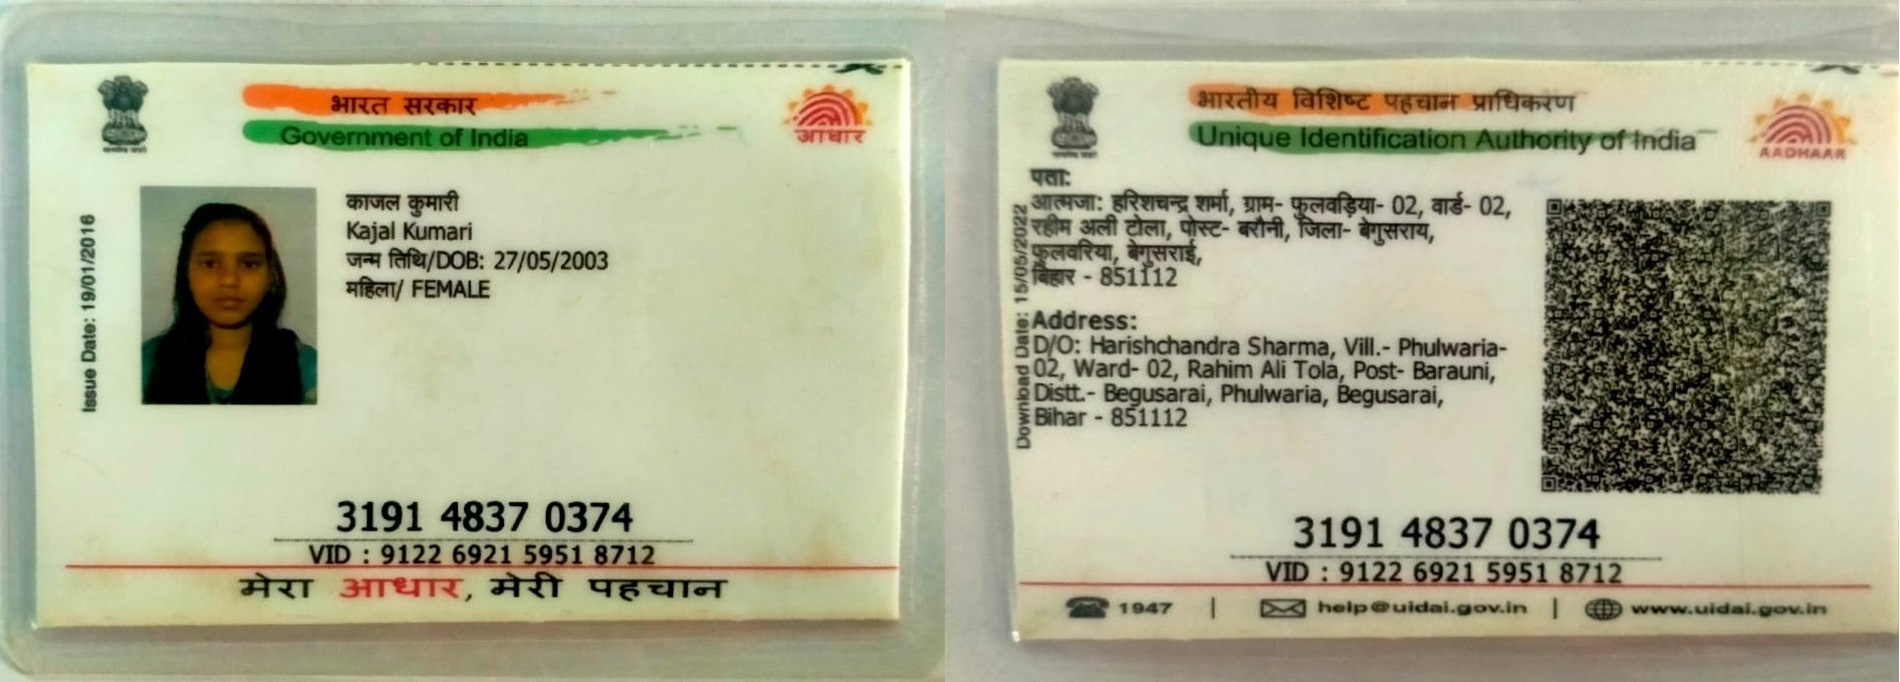 भारत सरकार
Government of India
आधार
Issue Date: 19/01/2016
काजल कुमारी
Kajal Kumari
जन्म तिथि/DOB: 27/05/2003
महिला/ FEMALE
3191 4837 0374
VID : 9122 6921 5951 8712
मेरा आधार, मेरी पहचान
भारतीय विशिष्ट पहचान प्राधिकरण
Unique Identification Authority of India
AADHAAR
Download Date: 15/05/2022
पता:
आत्मजा: हरिशचन्द्र शर्मा, ग्राम- फुलवड़िया- 02, वार्ड- 02,
रहीम अली टोला, पोस्ट- बरौनी, जिला- बेगुसराय,
फुलवरिया, बेगुसराई,
बिहार - 851112
Address:
D/O: Harishchandra Sharma, Vill.- Phulwaria-
02, Ward- 02, Rahim Ali Tola, Post- Barauni,
Distt.- Begusarai, Phulwaria, Begusarai,
Bihar - 851112
3191 4837 0374
VID : 9122 6921 5951 8712
1947 | help@uidai.gov.in | www.uidai.gov.in